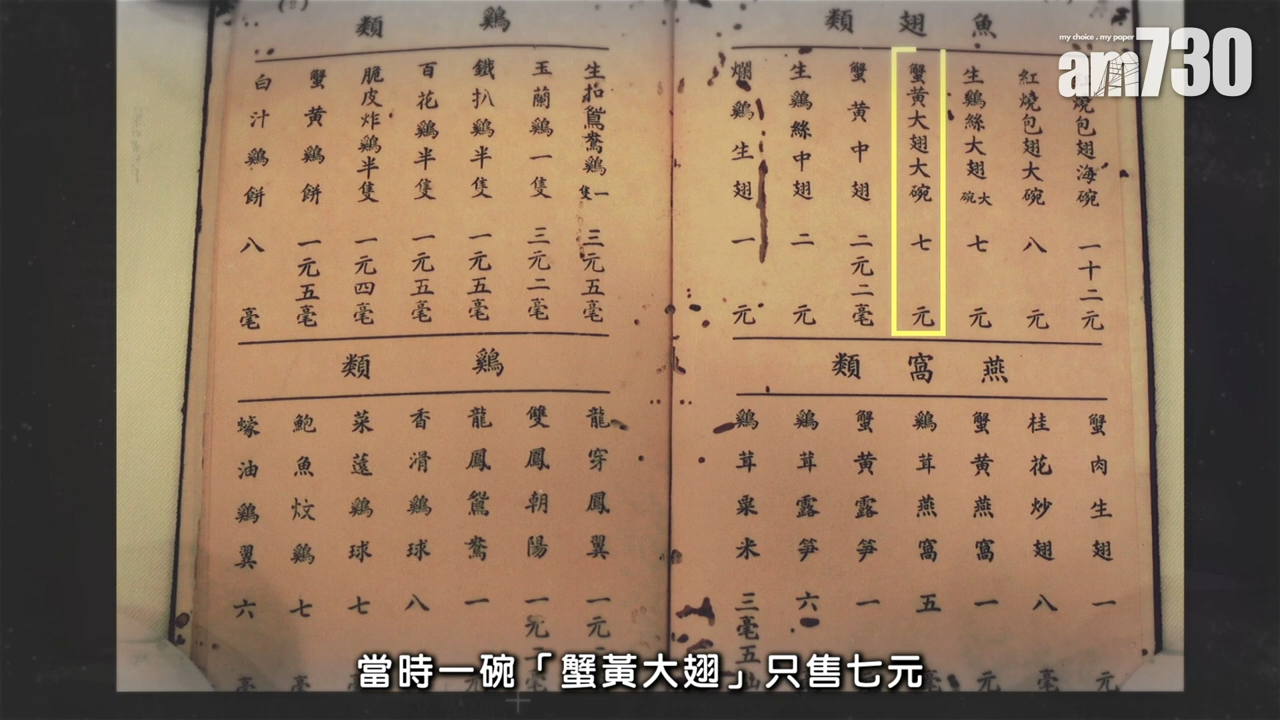 my choice . my paper
am730
魚翅類
燒包翅海碗 一十二元
紅燒包翅大碗 八元
生鷄絲大翅大碗 七元
蟹黃大翅大碗 七元
蟹黃中翅 二元二毫
生鷄絲中翅 二元
爛鷄生翅 一元
燕窩類
蟹肉生翅 一元
桂花炒翅 八毫
蟹黃燕窩 一元
鷄茸燕窩 五
蟹黃露笋 一
鷄茸露笋 六
鷄茸粟米 三毫五
鷄類
生扣鴛鴦鷄一隻 三元五毫
玉蘭鷄一隻 三元二毫
鐵扒鷄半隻 一元五毫
百花鷄半隻 一元五毫
脆皮炸鷄半隻 一元四毫
蟹黃鷄餅 一元五毫
白汁鷄餅 八毫
鷄類
龍穿鳳翼 一元
雙鳳朝陽 一元二
龍鳳鴛鴦 一
香滑鷄球 八
菜薳鷄球 七
鮑魚炆鷄 七毫
蠔油鷄翼 六毫
當時一碗「蟹黃大翅」只售七元